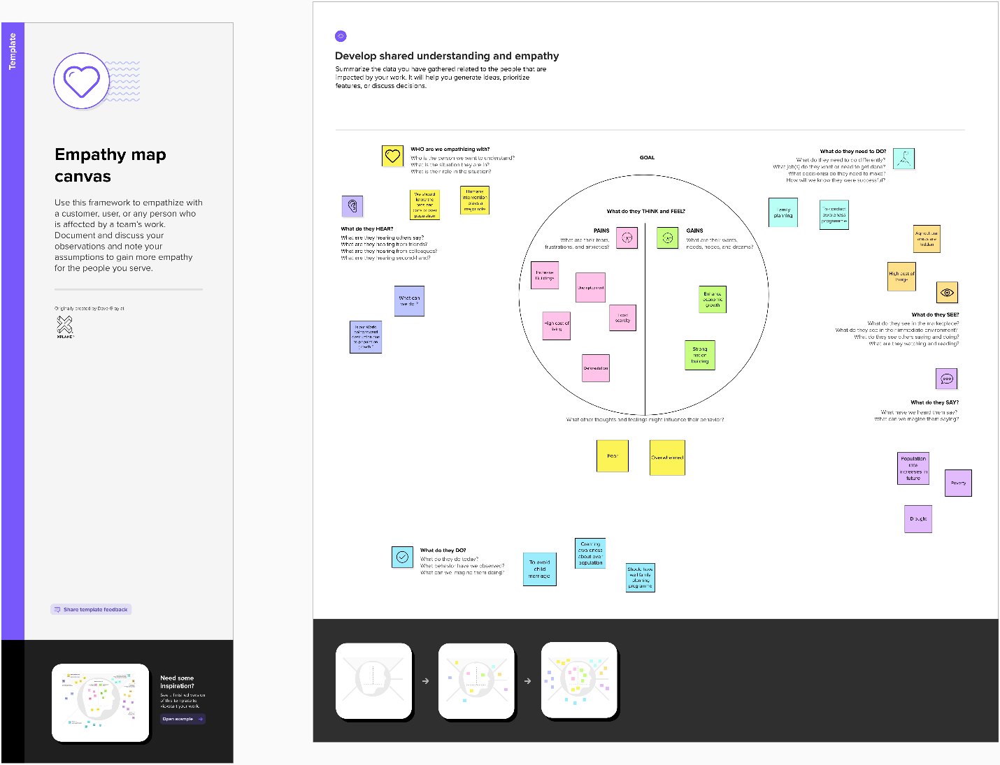 Template
Empathy map
canvas
Use this framework to empathize with
a customer, user, or any person who
is affected by a team's work.
Document and discuss your
observations and note your
assumptions to gain more empathy
for the people you serve.
Originally created by Dave Gray at
XPLANE
Share template feedback
Need some
inspiration?
See a finished version
of this template to
kickstart your work.
Open example
Develop shared understanding and empathy
Summarize the data you have gathered related to the people that are
impacted by your work. It will help you generate ideas, prioritize
features, or discuss decisions.
WHO are we empathizing with?
Who is the person we want to understand?
What is the situation they are in?
What is their role in the situation?
We should
know the
pros and
cons of over
population
Humans
intervention
plays a
major role
What do they HEAR?
What are they hearing others say?
What are they hearing from friends?
What are they hearing from colleagues?
What are they hearing second-hand?
What can
we do ?
Is our World
going toward
destruction due
to population
growth ?
GOAL
What do they THINK and FEEL?
PAINS
What are their fears,
frustrations, and anxieties?
GAINS
What are their wants,
needs, hopes, and dreams?
Increase
Buildings
Unemployment
Food
scarcity
High cost of
living
Deforestation
Enhance
economic
growth
Strong
nation
building
What other thoughts and feelings might influence their behavior?
Fear
Overwhelmed
What do they need to DO?
What do they need to do differently?
What job(s) do they want or need to get done?
What decision(s) do they need to make?
How will we know they were successful?
Family
planning
To conduct
awareness
programme
Agricultural
areas are
hidden
High cost of
things
What do they SEE?
What do they see in the marketplace?
What do they see in their immediate environment?
What do they see others saying and doing?
What are they watching and reading?
What do they SAY?
What have we heard them say?
What can we imagine them saying?
Population
rate
increases in
future
Poverty
Drought
What do they DO?
What do they do today?
What behavior have we observed?
What can we imagine them doing?
To avoid
child
marriage
Creating
awareness
about over
population
Should have
well family
planning
programme